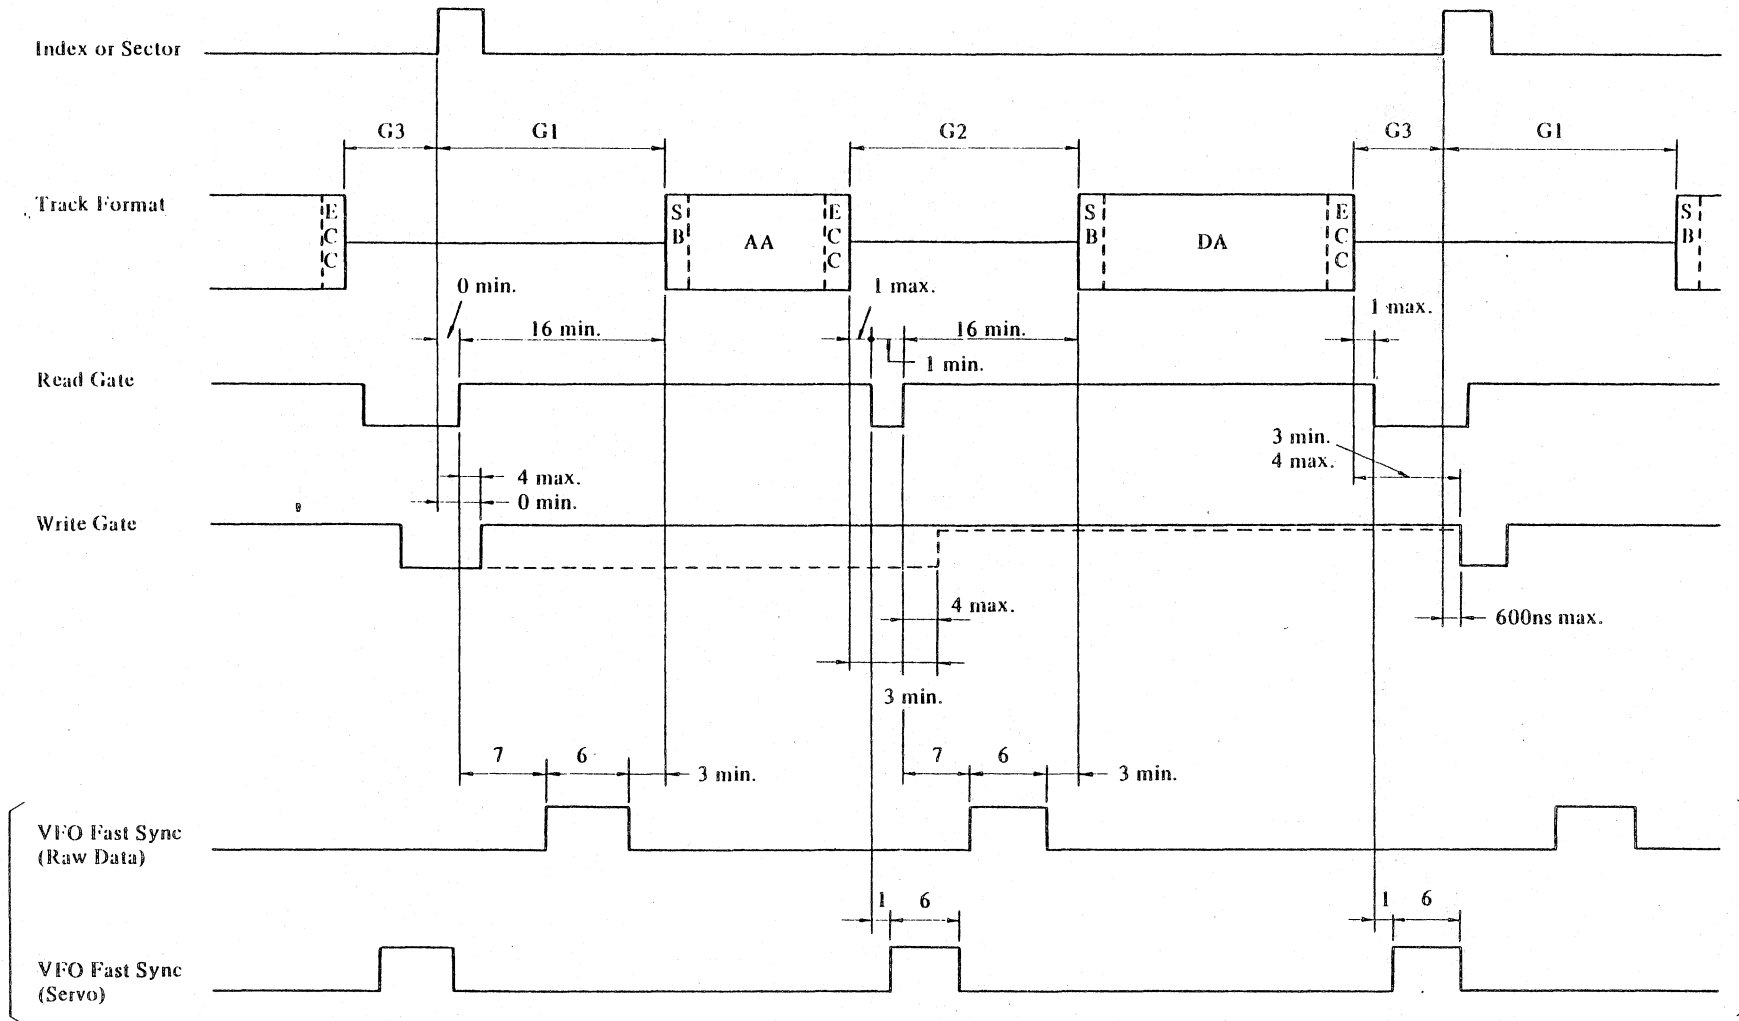 Index or Sector
G3
G1
G2
G3
G1
Track Format
E
C
C
S
B
AA
E
C
C
S
B
DA
E
C
C
S
B
0 min.
1 max.
1 max.
16 min.
16 min.
1 min.
Read Gate
3 min.
4 max.
4 max.
0 min.
Write Gate
4 max.
600ns max.
3 min.
7
6
3 min.
7
6
3 min.
VFO Fast Sync
(Raw Data)
1
6
1
6
VFO Fast Sync
(Servo)